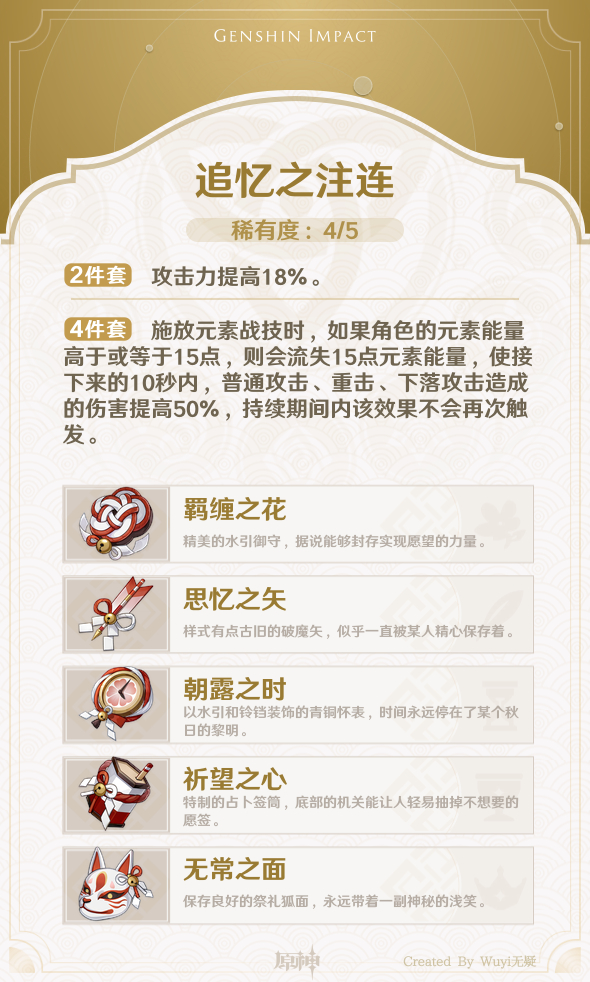 GENSHIN IMPACT
追忆之注连
稀有度：4/5
2件套 攻击力提高18%。
4件套 施放元素战技时，如果角色的元素能量
高于或等于15点，则会流失15点元素能量，使接
下来的10秒内，普通攻击、重击、下落攻击造成
的伤害提高50%，持续期间内该效果不会再次触
发。
羁缠之花
精美的水引御守，据说能够封存实现愿望的力量。
思忆之矢
样式有点古旧的破魔矢，似乎一直被某人精心保存着。
朝露之时
以水引和铃铛装饰的青铜怀表，时间永远停在了某个秋
日的黎明。
祈望之心
特制的占卜签筒，底部的机关能让人轻易抽掉不想要的
愿签。
无常之面
保存良好的祭礼狐面，永远带着一副神秘的浅笑。
原神
Created By Wuyi无疑